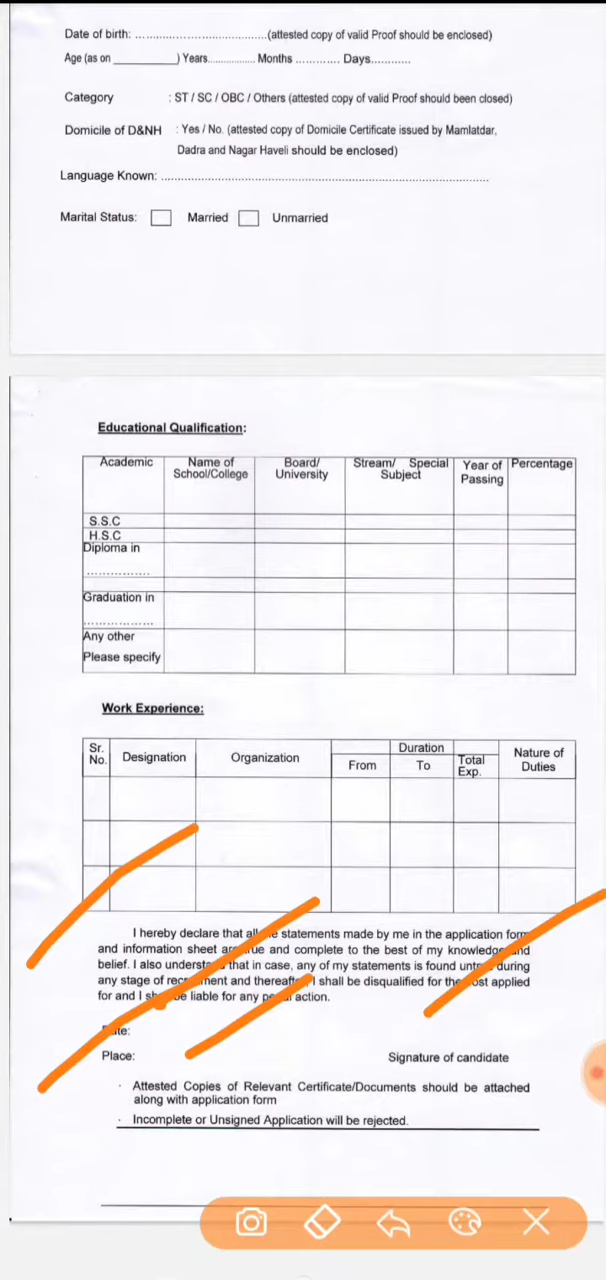 Date of birth: ......................................(attested copy of valid Proof should be enclosed)
Age (as on __________) Years.............. Months ............. Days............
Category : ST / SC / OBC / Others (attested copy of valid Proof should been closed)
Domicile of D&NH : Yes / No. (attested copy of Domicile Certificate issued by Mamlatdar,
Dadra and Nagar Haveli should be enclosed)
Language Known: ..........................................................................................
Marital Status: Married Unmarried
Educational Qualification:
Academic Name of Board/ Stream/ Special Year of Percentage
School/College University Subject Passing
S.S.C
H.S.C
Diploma in
..................
Graduation in
...................
Any other
Please specify
Work Experience:
Sr. No. Designation Organization Duration Nature of Duties
From To Total Exp.
I hereby declare that all statements made by me in the application form
and information sheet are true and complete to the best of my knowledge and
belief. I also understand that in case, any of my statements is found untrue during
any stage of recruitment and thereafter I shall be disqualified for the post applied
for and I shall be liable for any action.
Date:
Place: Signature of candidate
· Attested Copies of Relevant Certificate/Documents should be attached
along with application form
· Incomplete or Unsigned Application will be rejected.